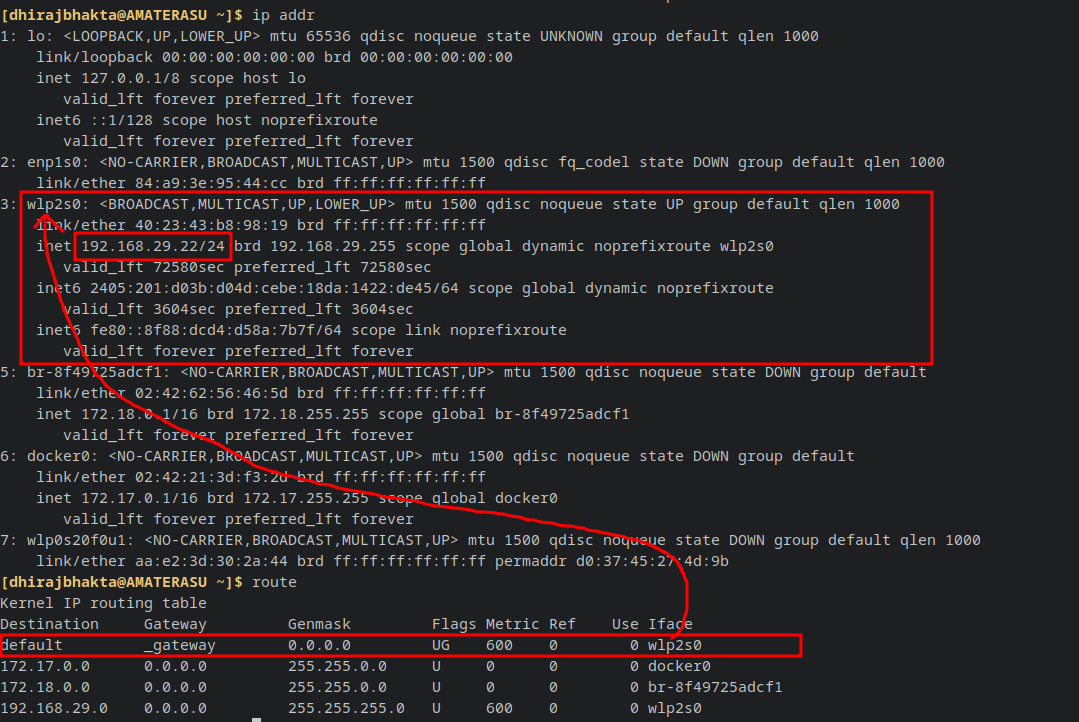 [dhirajbhakta@AMATERASU ~]$ ip addr
1: lo: <LOOPBACK,UP,LOWER_UP> mtu 65536 qdisc noqueue state UNKNOWN group default qlen 1000
    link/loopback 00:00:00:00:00:00 brd 00:00:00:00:00:00
    inet 127.0.0.1/8 scope host lo
       valid_lft forever preferred_lft forever
    inet6 ::1/128 scope host noprefixroute
       valid_lft forever preferred_lft forever
2: enp1s0: <NO-CARRIER,BROADCAST,MULTICAST,UP> mtu 1500 qdisc fq_codel state DOWN group default qlen 1000
    link/ether 84:a9:3e:95:44:cc brd ff:ff:ff:ff:ff:ff
3: wlp2s0: <BROADCAST,MULTICAST,UP,LOWER_UP> mtu 1500 qdisc noqueue state UP group default qlen 1000
    link/ether 40:23:43:b8:98:19 brd ff:ff:ff:ff:ff:ff
    inet 192.168.29.22/24 brd 192.168.29.255 scope global dynamic noprefixroute wlp2s0
       valid_lft 72580sec preferred_lft 72580sec
    inet6 2405:201:d03b:d04d:cebe:18da:1422:de45/64 scope global dynamic noprefixroute
       valid_lft 3604sec preferred_lft 3604sec
    inet6 fe80::8f88:dcd4:d58a:7b7f/64 scope link noprefixroute
       valid_lft forever preferred_lft forever
5: br-8f49725adcf1: <NO-CARRIER,BROADCAST,MULTICAST,UP> mtu 1500 qdisc noqueue state DOWN group default
    link/ether 02:42:62:56:46:5d brd ff:ff:ff:ff:ff:ff
    inet 172.18.0.1/16 brd 172.18.255.255 scope global br-8f49725adcf1
       valid_lft forever preferred_lft forever
6: docker0: <NO-CARRIER,BROADCAST,MULTICAST,UP> mtu 1500 qdisc noqueue state DOWN group default
    link/ether 02:42:21:3d:f3:2d brd ff:ff:ff:ff:ff:ff
    inet 172.17.0.1/16 brd 172.17.255.255 scope global docker0
       valid_lft forever preferred_lft forever
7: wlp0s20f0u1: <NO-CARRIER,BROADCAST,MULTICAST,UP> mtu 1500 qdisc noqueue state DOWN group default qlen 1000
    link/ether aa:e2:3d:30:2a:44 brd ff:ff:ff:ff:ff:ff permaddr d0:37:45:27:4d:9b
[dhirajbhakta@AMATERASU ~]$ route
Kernel IP routing table
Destination     Gateway         Genmask         Flags Metric Ref    Use Iface
default         _gateway        0.0.0.0         UG    600    0        0 wlp2s0
172.17.0.0      0.0.0.0         255.255.0.0     U     0      0        0 docker0
172.18.0.0      0.0.0.0         255.255.0.0     U     0      0        0 br-8f49725adcf1
192.168.29.0    0.0.0.0         255.255.255.0   U     600    0        0 wlp2s0